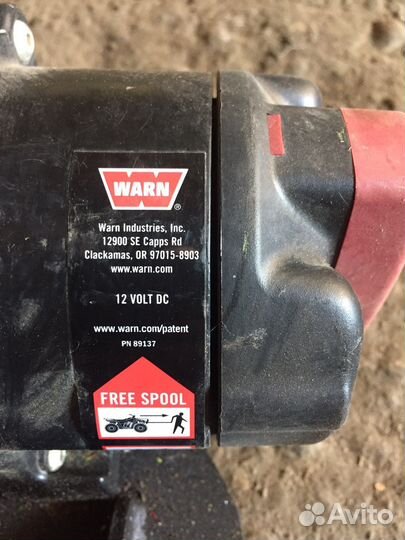 WARN
Warn Industries, Inc.
12900 SE Capps Rd
Clackamas, OR 97015-8903
www.warn.com
12 VOLT DC
www.warn.com/patent
PN 89137
FREE SPOOL
Avito